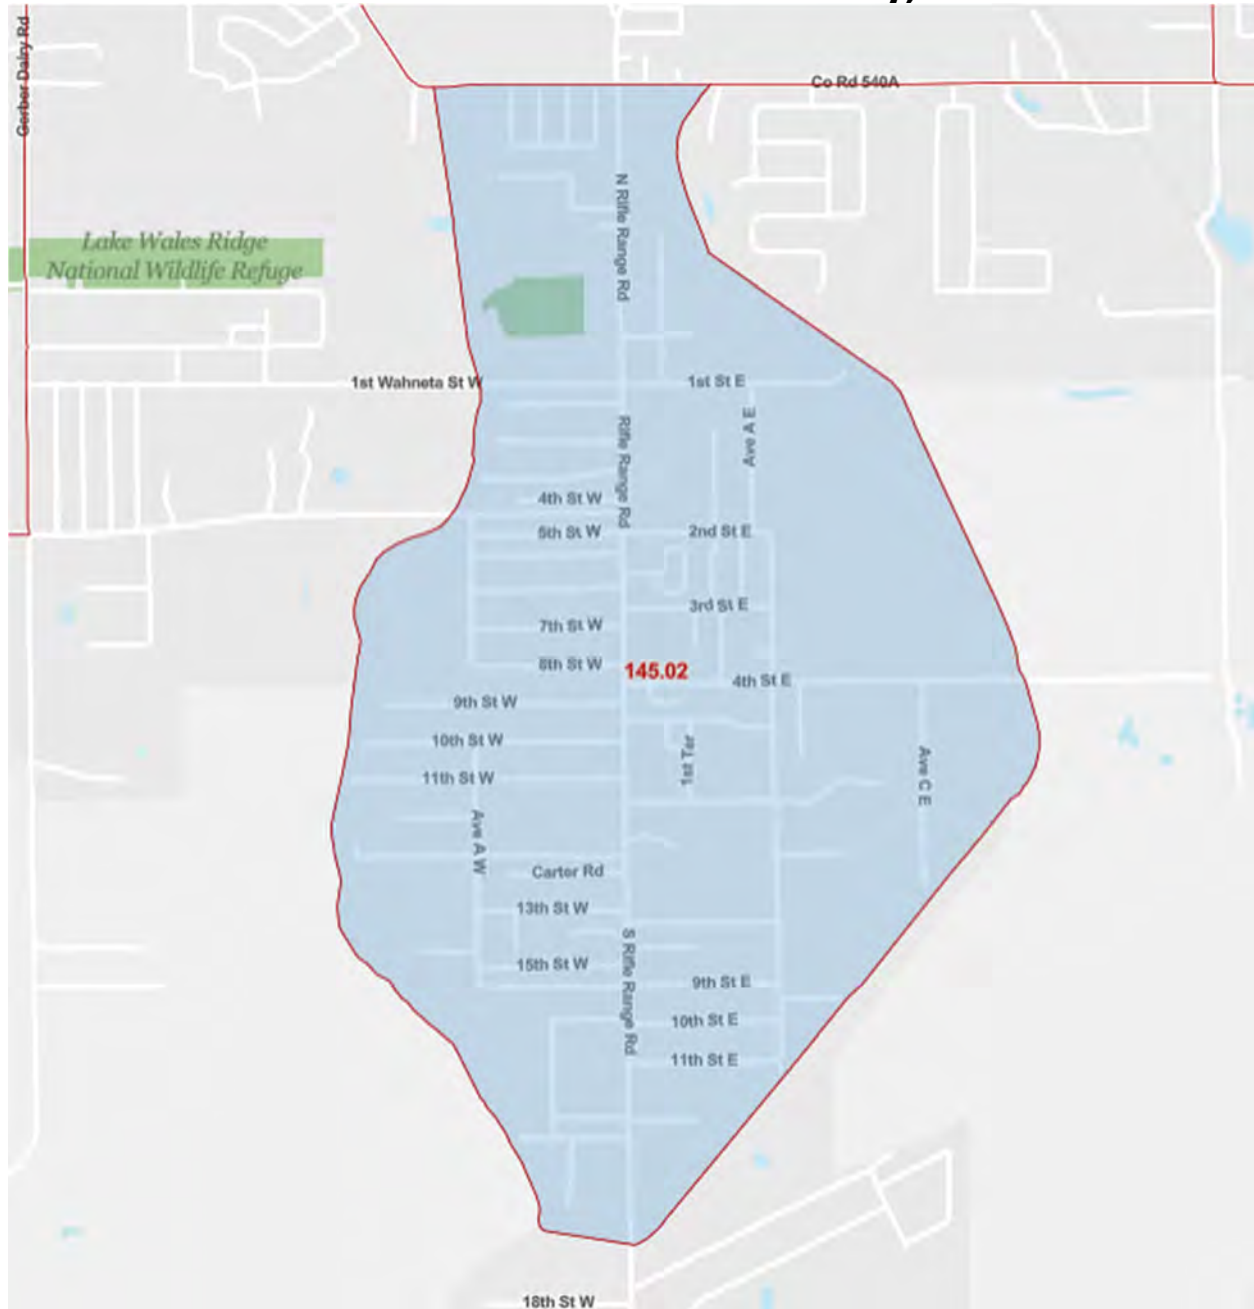 Gerber Dairy Rd
Co Rd 540A
N Rifle Range Rd
Lake Wales Ridge
National Wildlife Refuge
1st Wahneta St W
1st St E
Ave A E
Rifle Range Rd
4th St W
5th St W
2nd St E
3rd St E
7th St W
8th St W
145.02
4th St E
9th St W
10th St W
1st Ter
11th St W
Ave C E
Ave A W
Carter Rd
13th St W
S Rifle Range Rd
15th St W
9th St E
10th St E
11th St E
18th St W